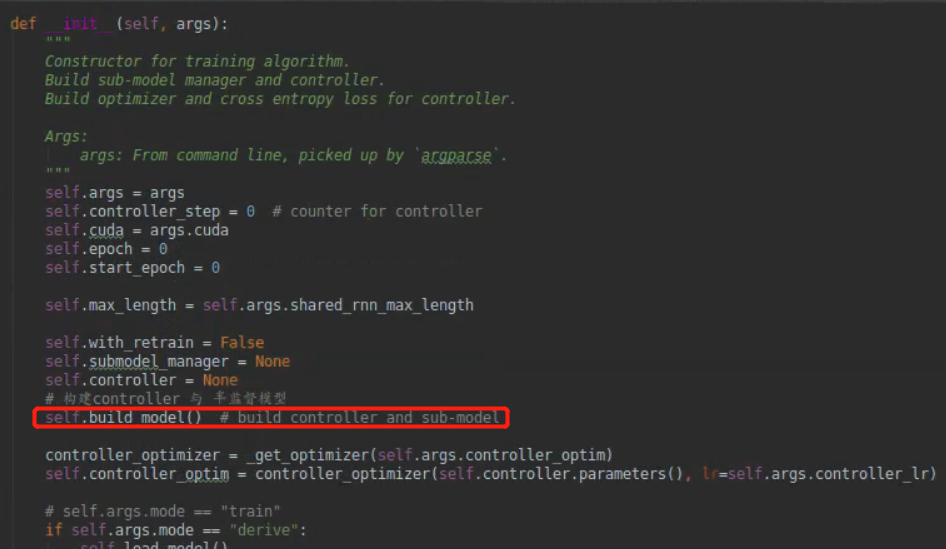 def __init__(self, args):
"""
Constructor for training algorithm.
Build sub-model manager and controller.
Build optimizer and cross entropy loss for controller.
Args:
args: From command line, picked up by `argparse`.
"""
self.args = args
self.controller_step = 0  # counter for controller
self.cuda = args.cuda
self.epoch = 0
self.start_epoch = 0
self.max_length = self.args.shared_rnn_max_length
self.with_retrain = False
self.submodel_manager = None
self.controller = None
# 构建controller 与 半监督模型
self.build_model()  # build controller and sub-model
controller_optimizer = _get_optimizer(self.args.controller_optim)
self.controller_optim = controller_optimizer(self.controller.parameters(), lr=self.args.controller_lr)
# self.args.mode == "train"
if self.args.mode == "derive":
self.load_model()